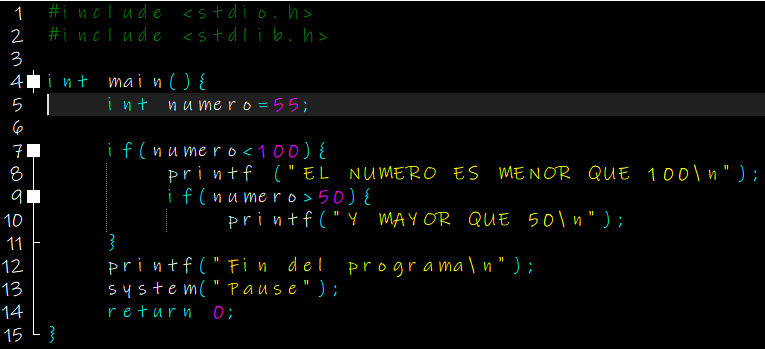 1 #include <stdio.h>
2 #include <stdlib.h>
3
4 int main(){
5 int numero=55;
6
7 if(numero<100){
8 printf ("EL NUMERO ES MENOR QUE 100\n");
9 if(numero>50){
10 printf("Y MAYOR QUE 50\n");
11 }
12 printf("Fin del programa\n");
13 system("Pause");
14 return 0;
15 }